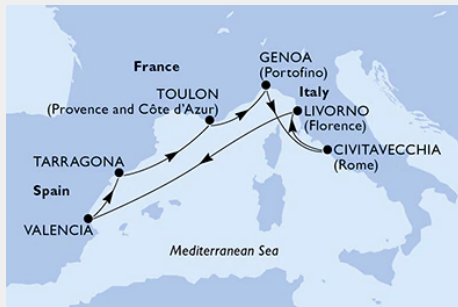 GENOA
(Portofino)
France
Italy
TOULON
(Provence and Côte d'Azur)
LIVORNO
(Florence)
CIVITAVECCHIA
(Rome)
TARRAGONA
Spain
VALENCIA
Mediterranean Sea